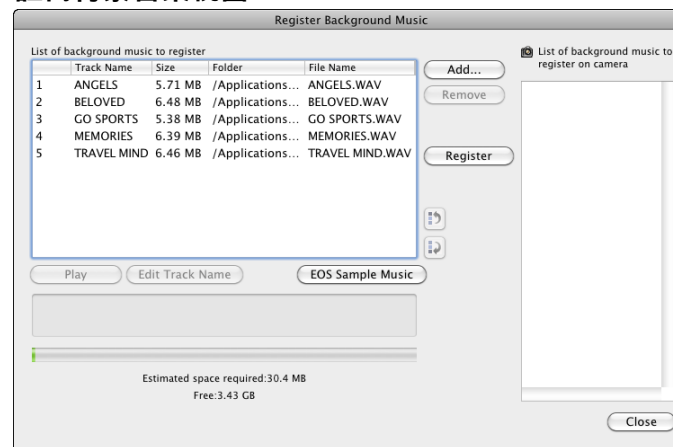 Register Background Music
List of background music to register
Track Name Size Folder File Name
1 ANGELS 5.71 MB /Applications... ANGELS.WAV
2 BELOVED 6.48 MB /Applications... BELOVED.WAV
3 GO SPORTS 5.38 MB /Applications... GO SPORTS.WAV
4 MEMORIES 6.39 MB /Applications... MEMORIES.WAV
5 TRAVEL MIND 6.46 MB /Applications... TRAVEL MIND.WAV
Add...
Remove
Register
Play Edit Track Name EOS Sample Music
Estimated space required:30.4 MB
Free:3.43 GB
List of background music to
register on camera
Close